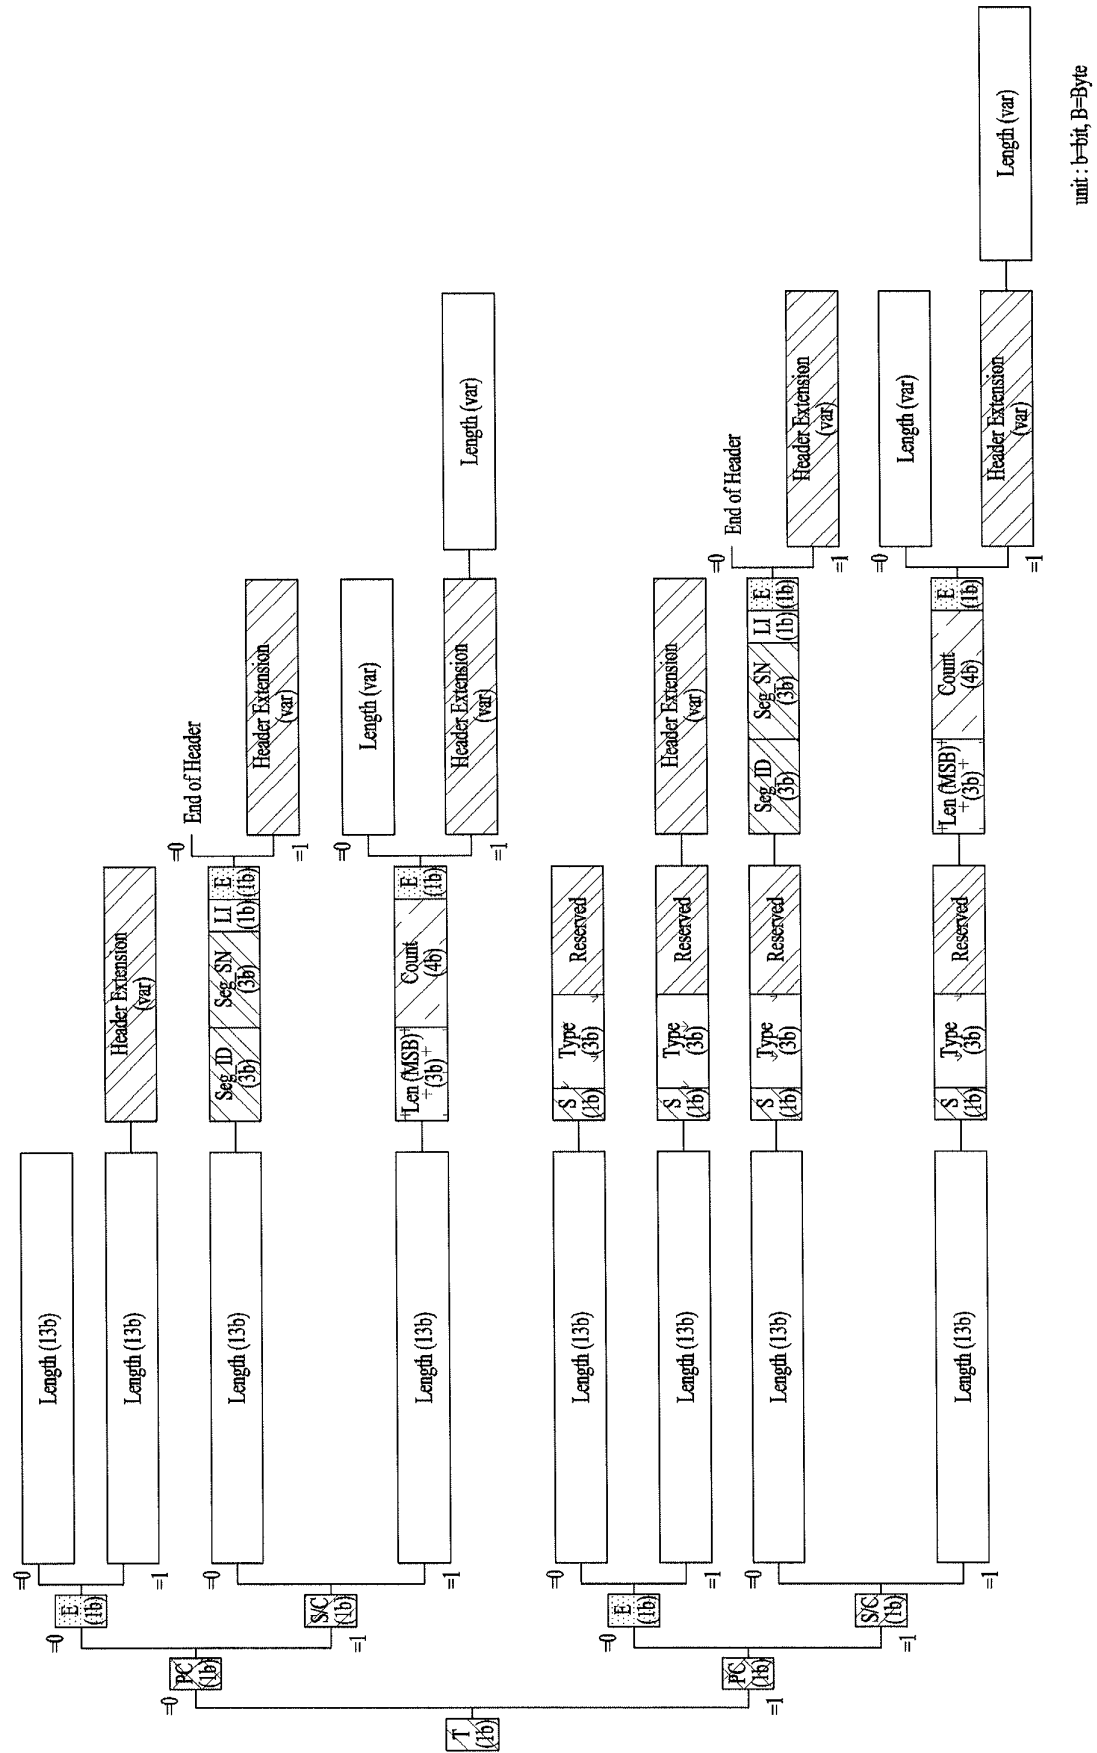 T
(1b)
=0
PC
(1b)
=0
E
(1b)
=0
Length (13b)
=1
Length (13b)
Header Extension
(var)
=1
S/C
(1b)
=0
Length (13b)
Seg_ID
(3b)
Seg_SN
(3b)
LI
(1b)
E
(1b)
=0
End of Header
=1
Header Extension
(var)
=1
Length (13b)
Len (MSB)
(3b)
Count
(4b)
E
(1b)
=0
Length (var)
=1
Header Extension
(var)
Length (var)
=1
PC
(1b)
=0
E
(1b)
=0
Length (13b)
S
(1b)
Type
(3b)
Reserved
=1
Length (13b)
S
(1b)
Type
(3b)
Reserved
Header Extension
(var)
=1
S/C
(1b)
=0
Length (13b)
S
(1b)
Type
(3b)
Reserved
Seg_ID
(3b)
Seg_SN
(3b)
LI
(1b)
E
(1b)
=0
End of Header
=1
Header Extension
(var)
=1
Length (13b)
S
(1b)
Type
(3b)
Reserved
Len (MSB)
(3b)
Count
(4b)
E
(1b)
=0
Length (var)
=1
Header Extension
(var)
Length (var)
unit : b=bit, B=Byte